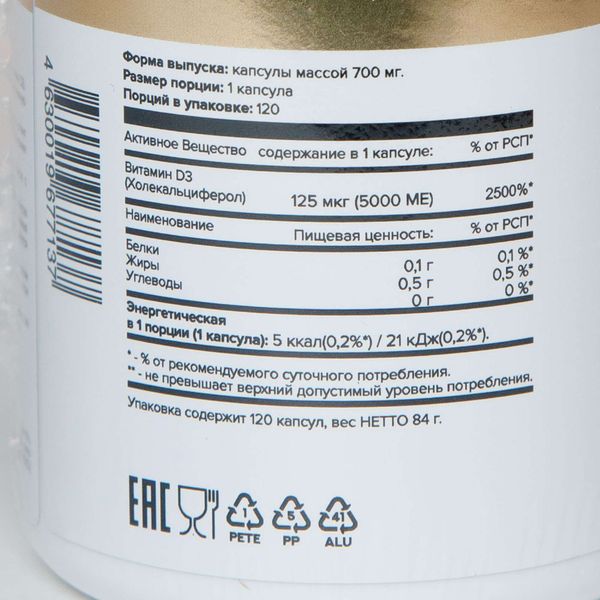 Форма выпуска: капсулы массой 700 мг.
Размер порции: 1 капсула
Порций в упаковке: 120
Активное Вещество содержание в 1 капсуле: % от РСП*
Витамин D3
(Холекальциферол) 125 мкг (5000 МЕ) 2500%*
Наименование Пищевая ценность: % от РСП*
Белки 0,1 г 0,1 %*
Жиры 0,5 г 0,5 %*
Углеводы 0 г 0 %*
Энергетическая
в 1 порции (1 капсула): 5 ккал(0,2%*) / 21 кДж(0,2%*).
* - % от рекомендуемого суточного потребления.
** - не превышает верхний допустимый уровень потребления.
Упаковка содержит 120 капсул, вес НЕТТО 84 г.
4 630019 677137
EAC
1 5 41
PETE PP ALU